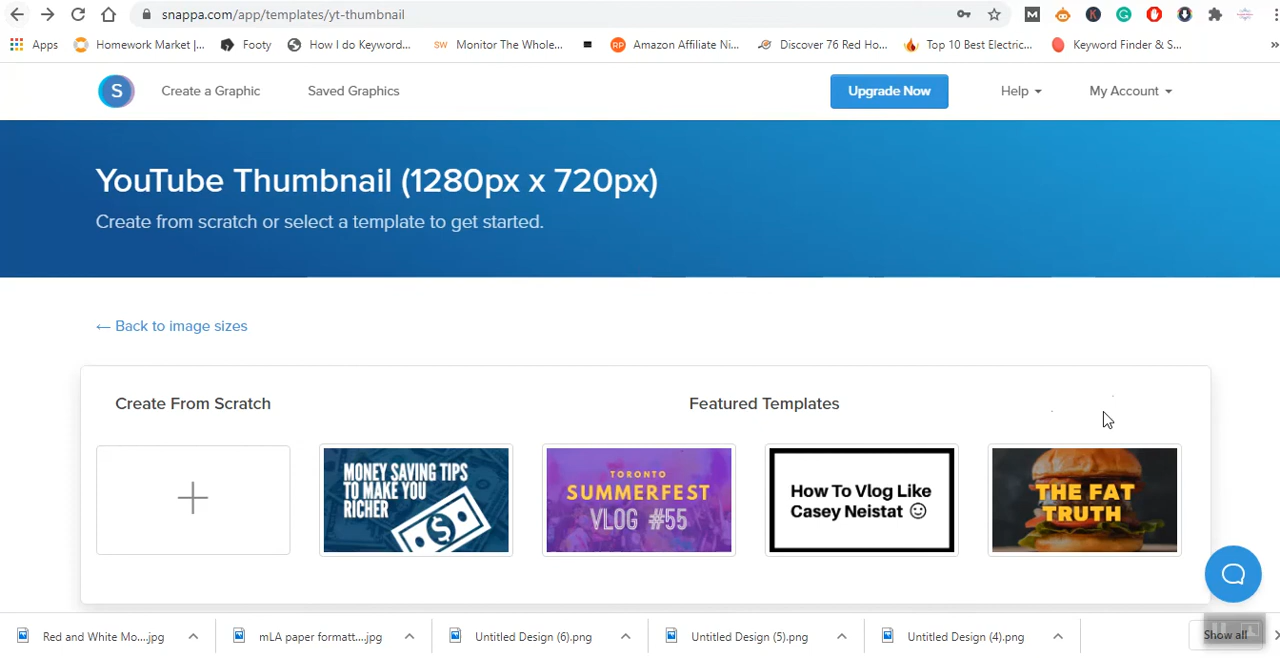 snappa.com/app/templates/yt-thumbnail
Apps
Homework Market |...
Footy
How I do Keyword...
SW Monitor The Whole...
RP Amazon Affiliate Ni...
Discover 76 Red Ho...
Top 10 Best Electric...
Keyword Finder & S...
»
S
Create a Graphic
Saved Graphics
Upgrade Now
Help
My Account
YouTube Thumbnail (1280px x 720px)
Create from scratch or select a template to get started.
← Back to image sizes
Create From Scratch
Featured Templates
MONEY SAVING TIPS
TO MAKE YOU
RICHER
$
TORONTO
SUMMERFEST
VLOG #55
How To Vlog Like
Casey Neistat ☺
THE FAT
TRUTH
Red and White Mo....jpg
mLA paper formatt....jpg
Untitled Design (6).png
Untitled Design (5).png
Untitled Design (4).png
Show all